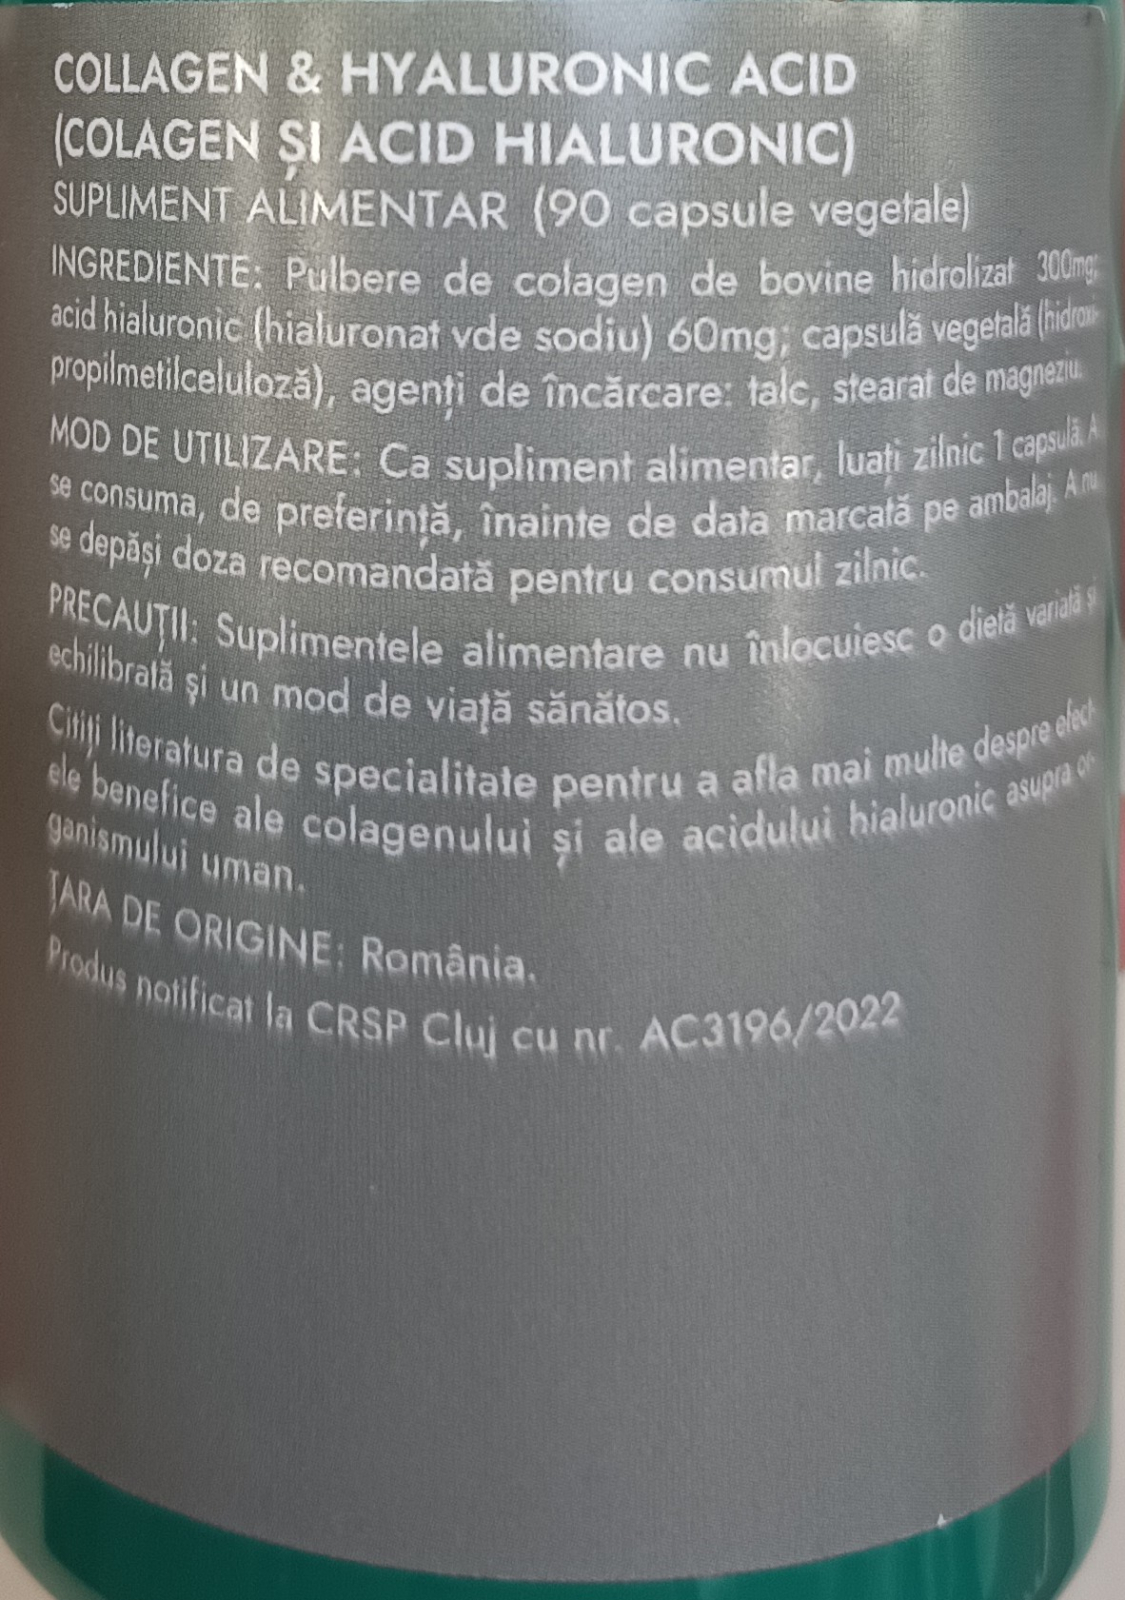 COLLAGEN & HYALURONIC ACID
(COLAGEN ȘI ACID HIALURONIC)
SUPLIMENT ALIMENTAR (90 capsule vegetale)
INGREDIENTE: Pulbere de colagen de bovine hidrolizat 300mg;
acid hialuronic (hialuronat vde sodiu) 60mg; capsulă vegetală (hidroxi-
propilmetilceluloză), agenți de încărcare: talc, stearat de magneziu.
MOD DE UTILIZARE: Ca supliment alimentar, luați zilnic 1 capsulă. A
se consuma, de preferință, înainte de data marcată pe ambalaj. A nu
se depăși doza recomandată pentru consumul zilnic.
PRECAUȚII: Suplimentele alimentare nu înlocuiesc o dietă variată și
echilibrată şi un mod de viaţă sănătos.
Citiți literatura de specialitate pentru a afla mai multe despre efect-
ele benefice ale colagenului și ale acidului hialuronic asupra or-
ganismului uman.
ȚARA DE ORIGINE: România.
Produs notificat la CRSP Cluj cu nr. AC3196/2022